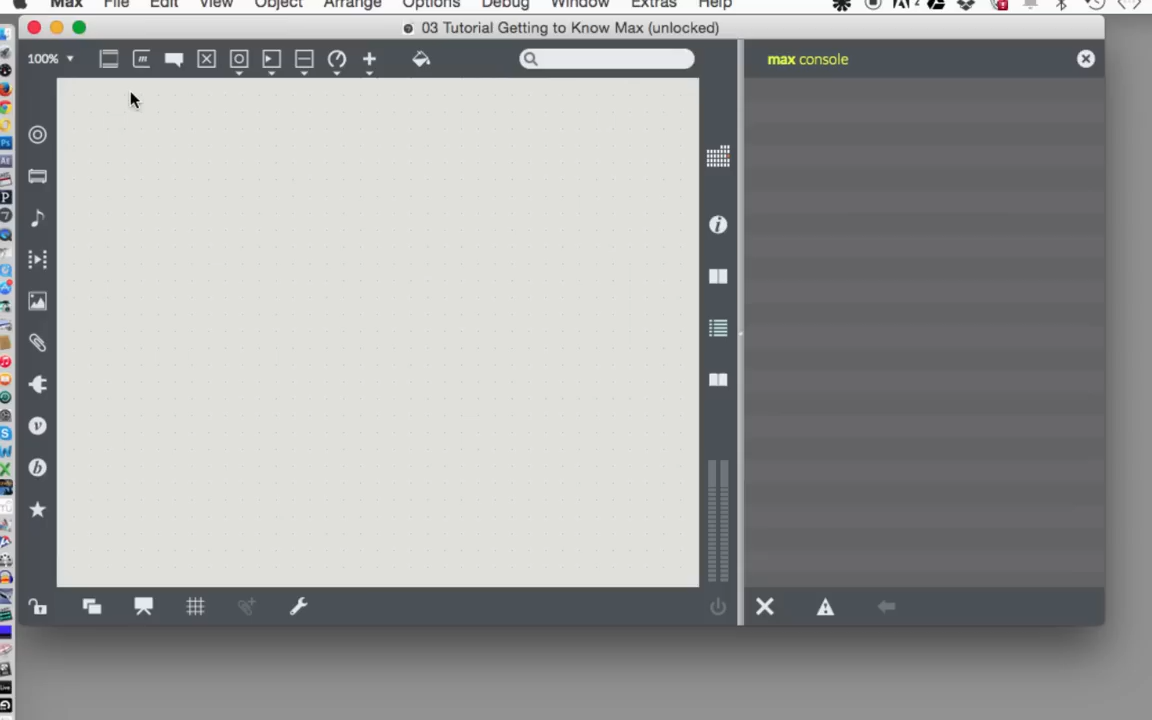 Max File Edit View Object Arrange Options Debug Window Extras Help
03 Tutorial Getting to Know Max (unlocked)
100%
m
max console
i
v
b